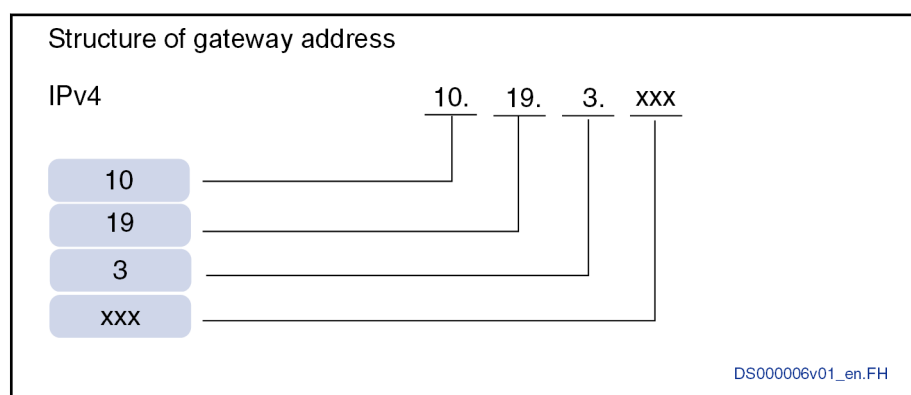 Structure of gateway address
IPv4 10. 19. 3. xxx
10
19
3
xxx
DS000006v01_en.FH